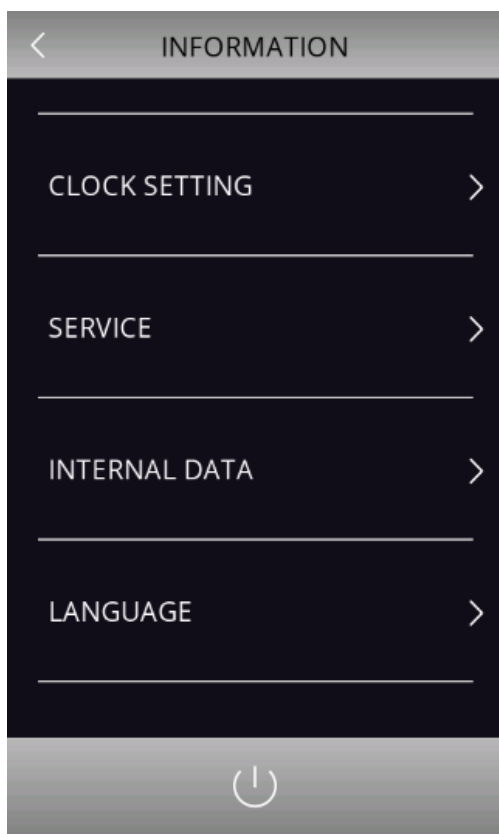 INFORMATION
CLOCK SETTING
SERVICE
INTERNAL DATA
LANGUAGE